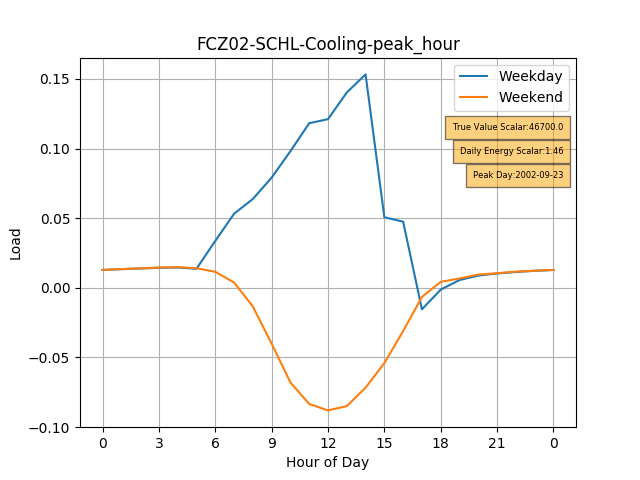 FCZ02-SCHL-Cooling-peak_hour
Weekday
Weekend
True Value Scalar:46700.0
Daily Energy Scalar:1.46
Peak Day:2002-09-23
0.15
0.10
0.05
0.00
−0.05
−0.10
Load
0 3 6 9 12 15 18 21 0
Hour of Day